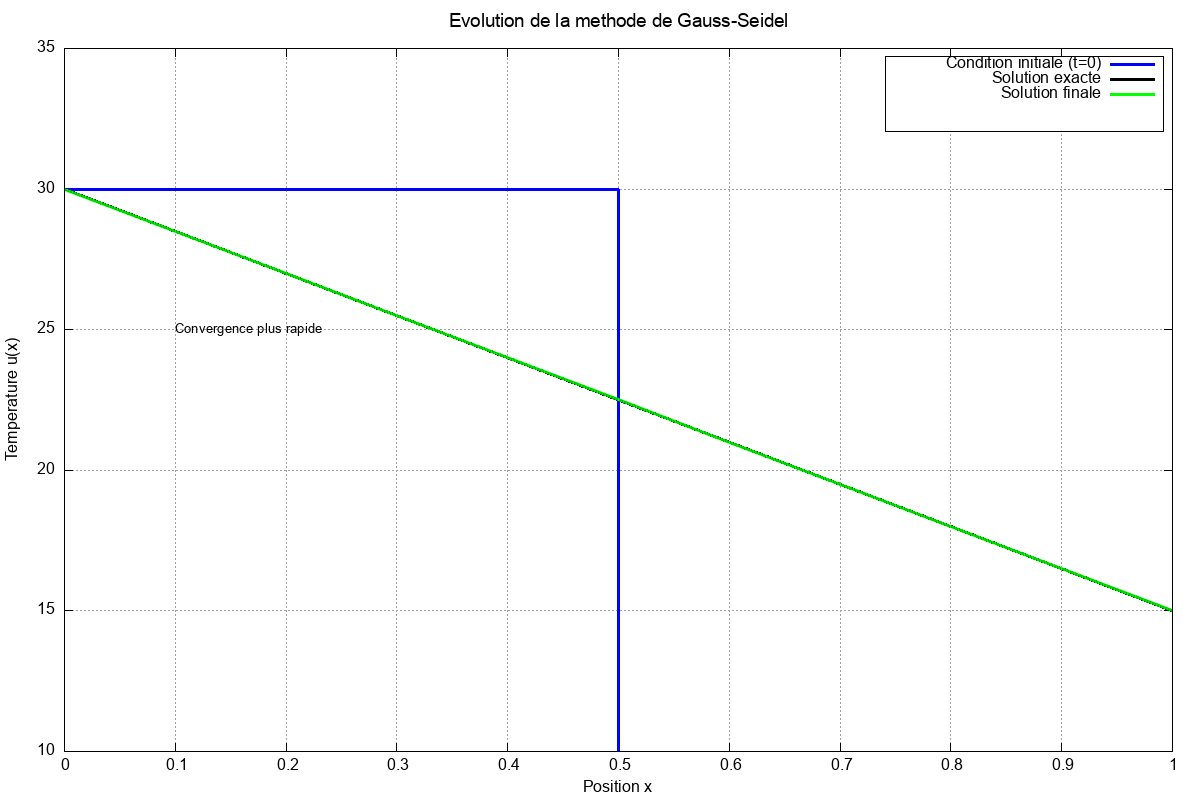 Evolution de la methode de Gauss-Seidel
35
Condition initiale (t=0)
Solution exacte
Solution finale
30
25
Convergence plus rapide
Temperature u(x)
20
15
10
0 0.1 0.2 0.3 0.4 0.5 0.6 0.7 0.8 0.9 1
Position x